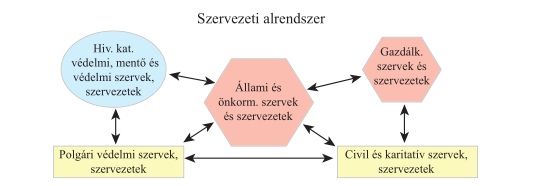 Szervezeti alrendszer
Hiv. kat.
védelmi, mentő és
védelmi szervek,
szervezetek
Állami és
önkorm. szervek
és szervezetek
Gazdálk.
szervek és
szervezetek
Polgári védelmi szervek,
szervezetek
Civil és karitatív szervek,
szervezetek